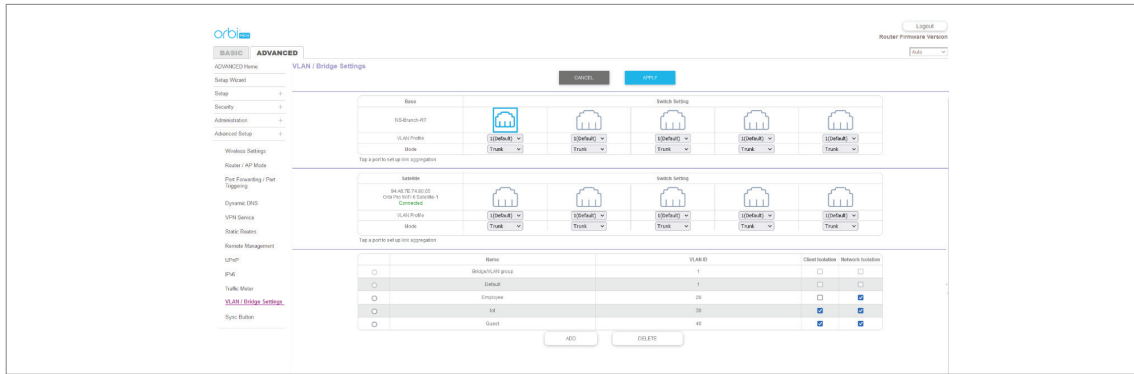 orbi PRO
Logout
Router Firmware Version
BASIC ADVANCED
Auto
ADVANCED Home
Setup Wizard
Setup +
Security +
Administration +
Advanced Setup +
Wireless Settings
Router / AP Mode
Port Forwarding / Port
Triggering
Dynamic DNS
VPN Service
Static Routes
Remote Management
UPnP
IPv6
Traffic Meter
VLAN / Bridge Settings
Sync Button
VLAN / Bridge Settings
CANCEL APPLY
Base Switch Setting
NS-Branch-RT
VLAN Profile 1(Default) 1(Default) 1(Default) 1(Default) 1(Default)
Mode Trunk Trunk Trunk Trunk Trunk
Tap a port to set up link aggregation
Satellite Switch Setting
Orbi Pro WiFi 6 Satellite-1
Connected
VLAN Profile 1(Default) 1(Default) 1(Default) 1(Default) 1(Default)
Mode Trunk Trunk Trunk Trunk Trunk
Tap a port to set up link aggregation
Name VLAN ID Client Isolation Network Isolation
Bridge/VLAN group 1
Default 1
Employee 20
Iot 30
Guest 40
ADD DELETE